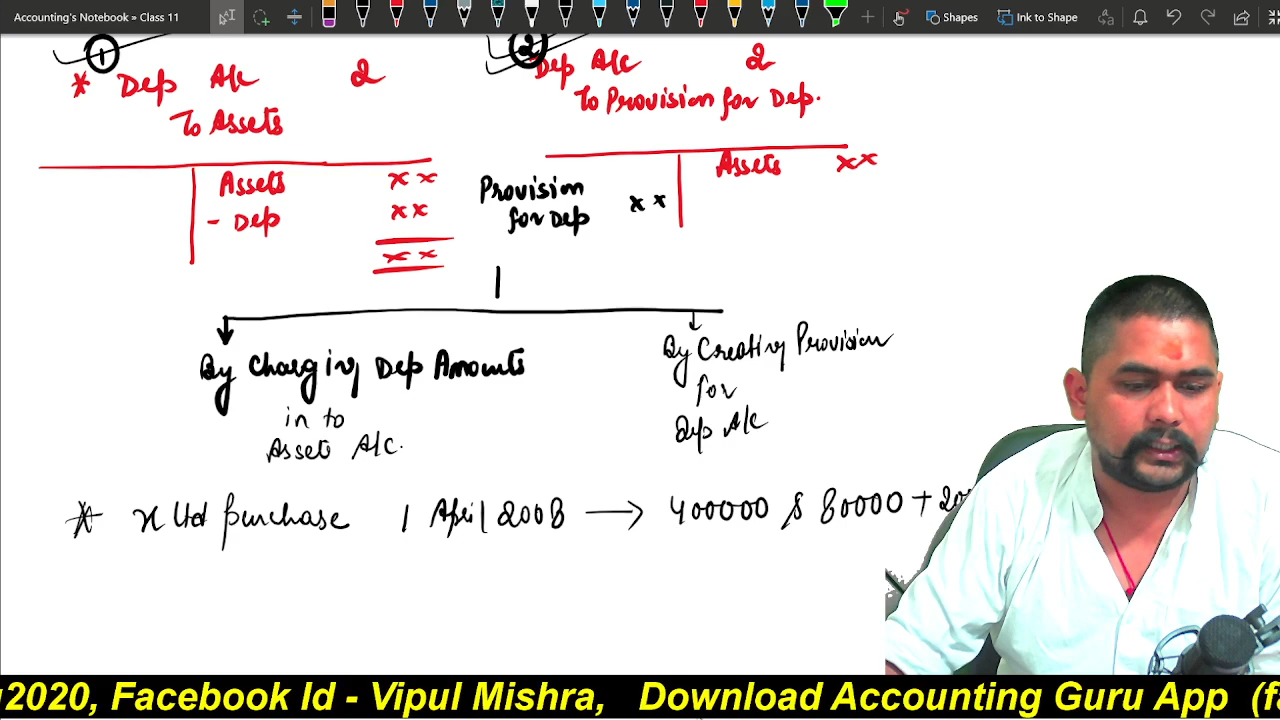 Accounting's Notebook » Class 11
Shapes
Ink to Shape
1
* Dep A/c 2
To Assets
Assets xx
- Dep xx
xx
2
Dep A/c 2
To Provision for Dep.
Provision for Dep xx
Assets xx
By Charging Dep Amounts
in to
Assets A/c.
By Creating Provision
for
Dep A/c
* x Ltd purchase 1 April 2008 → 400000 & 80000 +
2020, Facebook Id - Vipul Mishra, Download Accounting Guru App